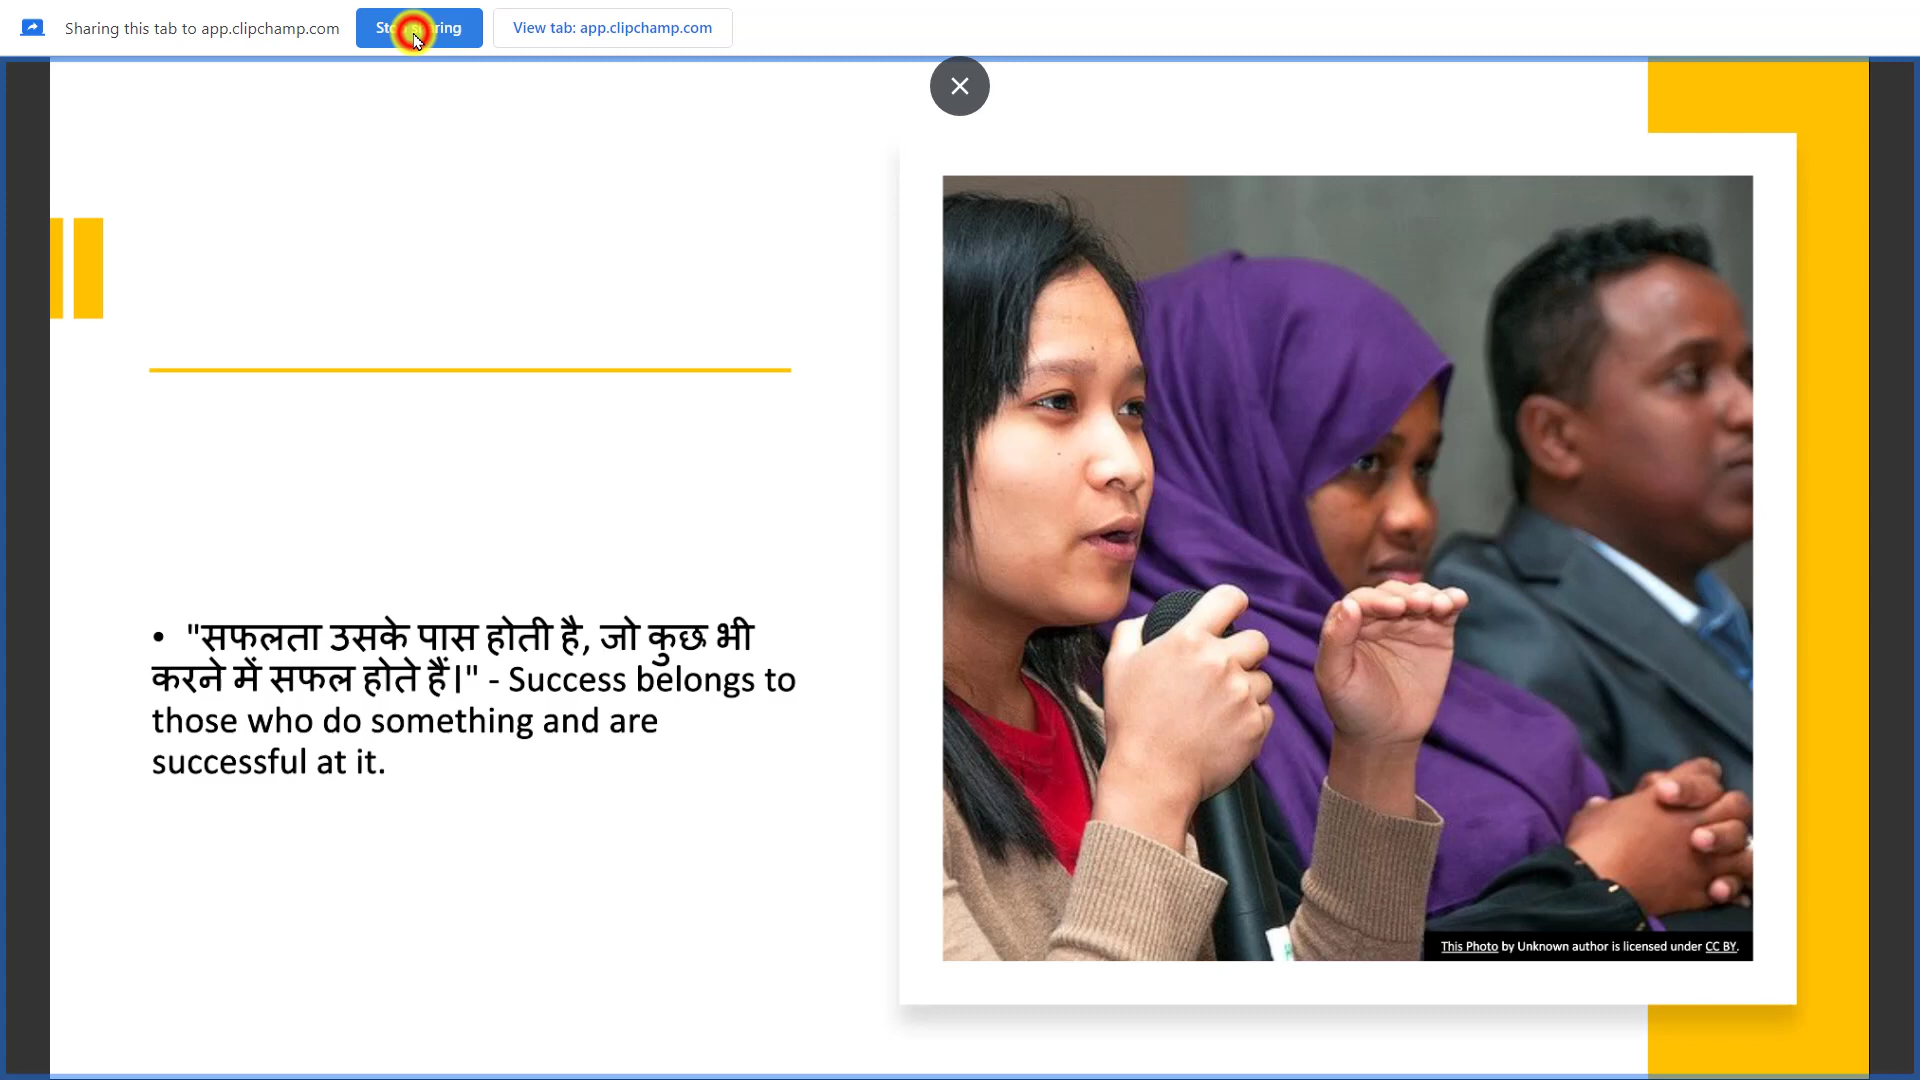 Sharing this tab to app.clipchamp.com
Stop sharing
View tab: app.clipchamp.com
• "सफलता उसके पास होती है, जो कुछ भी
करने में सफल होते हैं।" - Success belongs to
those who do something and are
successful at it.
This Photo by Unknown author is licensed under CC BY.